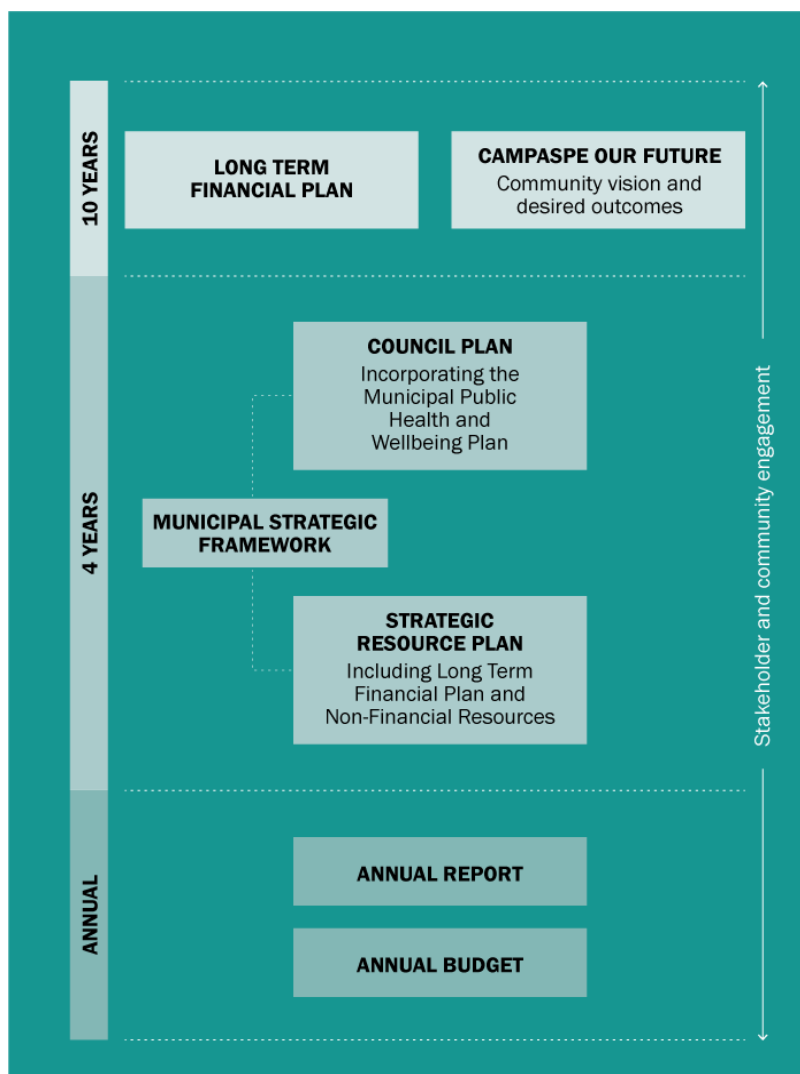 10 YEARS
LONG TERM
FINANCIAL PLAN
CAMPASPE OUR FUTURE
Community vision and
desired outcomes
4 YEARS
COUNCIL PLAN
Incorporating the
Municipal Public
Health and
Wellbeing Plan
MUNICIPAL STRATEGIC
FRAMEWORK
STRATEGIC
RESOURCE PLAN
Including Long Term
Financial Plan and
Non-Financial Resources
ANNUAL
ANNUAL REPORT
ANNUAL BUDGET
Stakeholder and community engagement